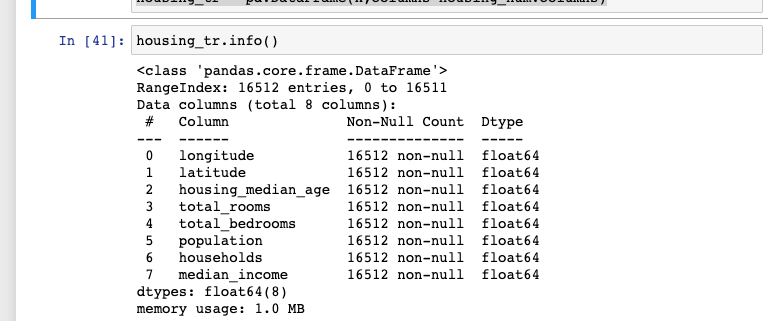 In [41]: housing_tr.info()
<class 'pandas.core.frame.DataFrame'>
RangeIndex: 16512 entries, 0 to 16511
Data columns (total 8 columns):
#   Column              Non-Null Count  Dtype
---  ------              --------------  -----
0   longitude           16512 non-null  float64
1   latitude            16512 non-null  float64
2   housing_median_age  16512 non-null  float64
3   total_rooms         16512 non-null  float64
4   total_bedrooms      16512 non-null  float64
5   population          16512 non-null  float64
6   households          16512 non-null  float64
7   median_income       16512 non-null  float64
dtypes: float64(8)
memory usage: 1.0 MB